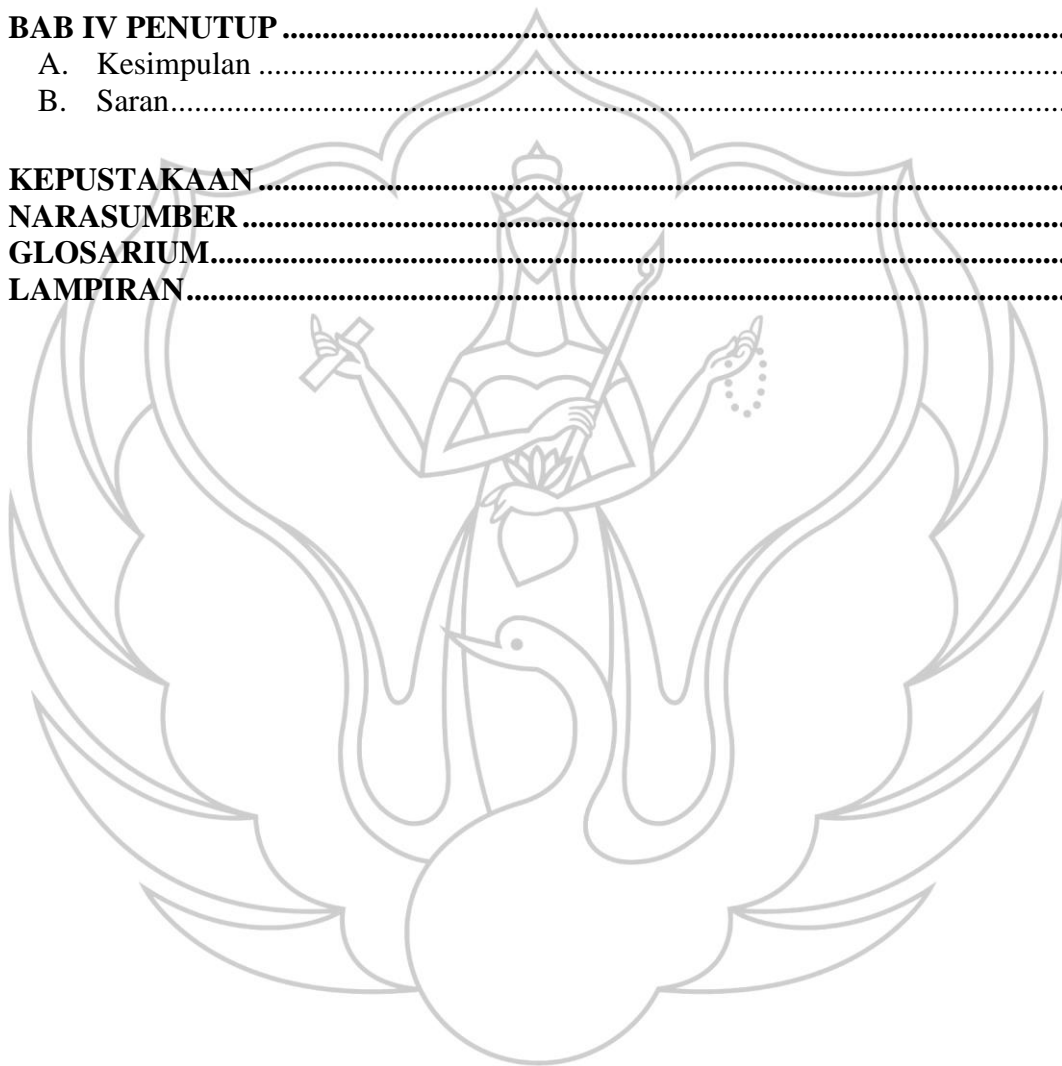 BAB IV PENUTUP ....................................................................................................
A. Kesimpulan ....................................................................................................
B. Saran....................................................................................................
KEPUSTAKAAN ....................................................................................................
NARASUMBER ....................................................................................................
GLOSARIUM....................................................................................................
LAMPIRAN....................................................................................................